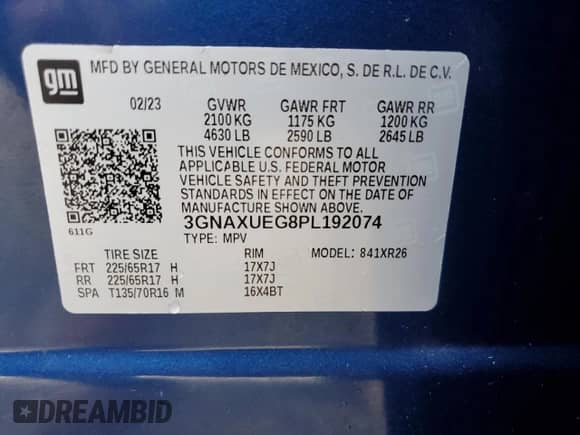 gm
MFD BY GENERAL MOTORS DE MEXICO, S. DE R.L. DE C.V.
02/23 GVWR GAWR FRT GAWR RR
2100 KG 1175 KG 1200 KG
4630 LB 2590 LB 2645 LB
THIS VEHICLE CONFORMS TO ALL
APPLICABLE U.S. FEDERAL MOTOR
VEHICLE SAFETY AND THEFT PREVENTION
STANDARDS IN EFFECT ON THE DATE OF
MANUFACTURE SHOWN ABOVE.
611G 3GNAXUEG8PL192074
TYPE: MPV
TIRE SIZE RIM MODEL: 841XR26
FRT 225/65R17 H 17X7J
RR 225/65R17 H 17X7J
SPA T135/70R16 M 16X4BT
DREAMBID